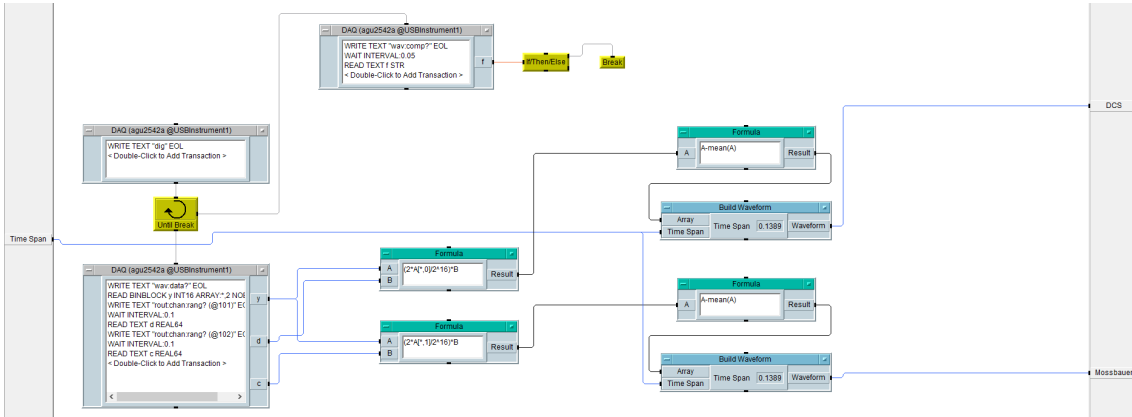 DAQ (agu2542a @USBInstrument1)
WRITE TEXT "wav:comp?" EOL
WAIT INTERVAL:0.05
READ TEXT f STR
< Double-Click to Add Transaction >
f
If/Then/Else
Break
DCS
DAQ (agu2542a @USBInstrument1)
WRITE TEXT "dig" EOL
< Double-Click to Add Transaction >
Until Break
Time Span
Formula
A
A-mean(A)
Result
Build Waveform
Array
Time Span
Time Span
0.1389
Waveform
DAQ (agu2542a @USBInstrument1)
WRITE TEXT "wav:data?" EOL
READ BINBLOCK y INT16 ARRAY:*,2 NOE
WRITE TEXT "rout:chan:rang? (@101)" EO
WAIT INTERVAL:0.1
READ TEXT d REAL64
WRITE TEXT "rout:chan:rang? (@102)" EO
WAIT INTERVAL:0.1
READ TEXT c REAL64
< Double-Click to Add Transaction >
y
d
c
Formula
A
B
(2*A[*,0]/2^16)*B
Result
Formula
A
B
(2*A[*,1]/2^16)*B
Result
Formula
A
A-mean(A)
Result
Build Waveform
Array
Time Span
Time Span
0.1389
Waveform
Mossbauer